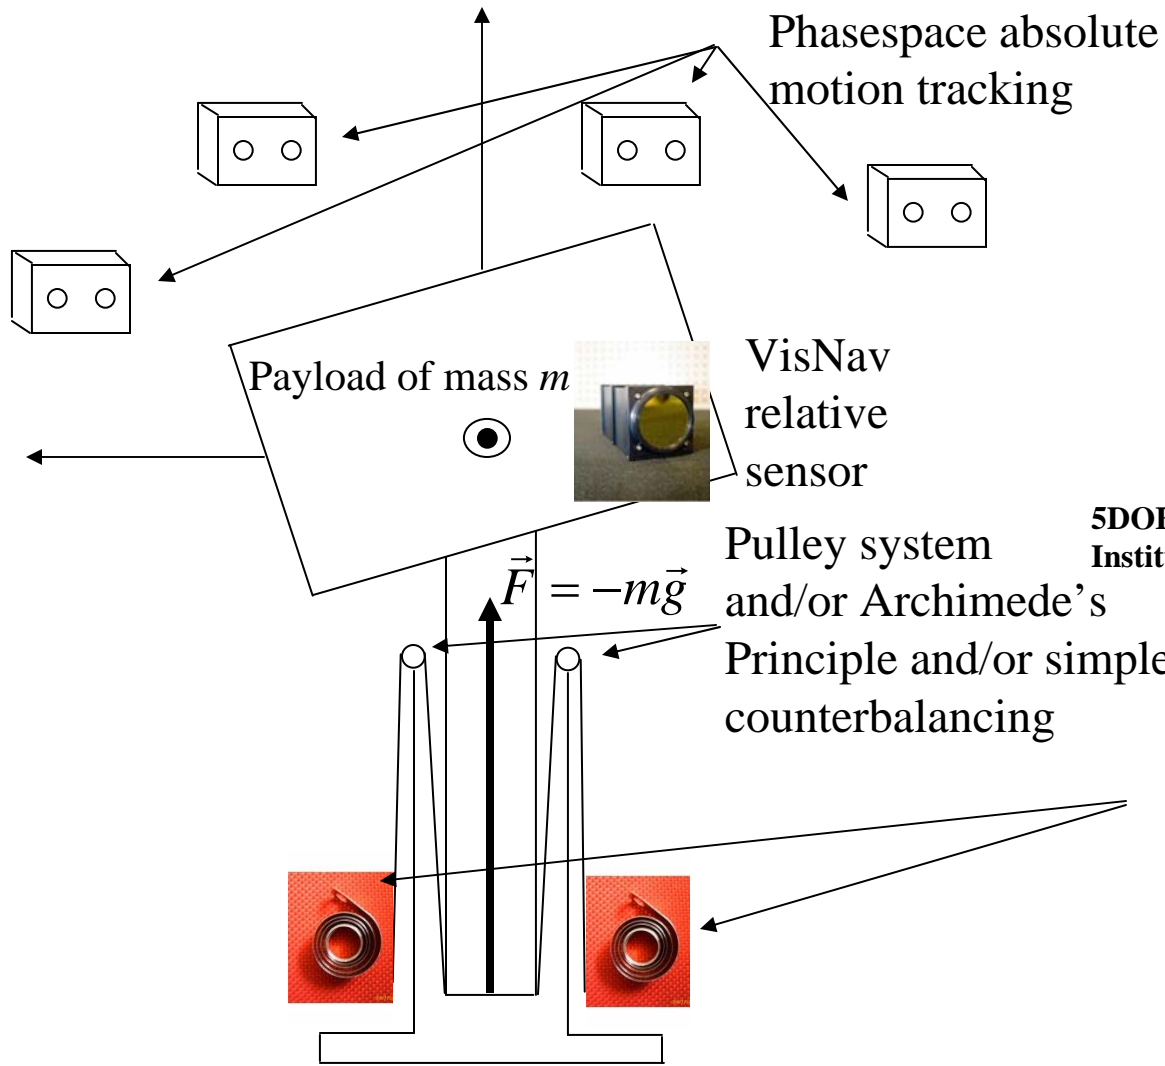 Phasespace absolute
motion tracking
Payload of mass m
VisNav
relative
sensor
Pulley system
and/or Archimede's
Principle and/or simple
counterbalancing
F⃗ = −mg⃗